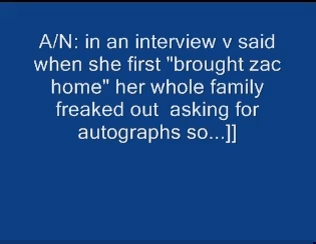 A/N: in an interview v said
when she first "brought zac
home" her whole family
freaked out asking for
autographs so...]]